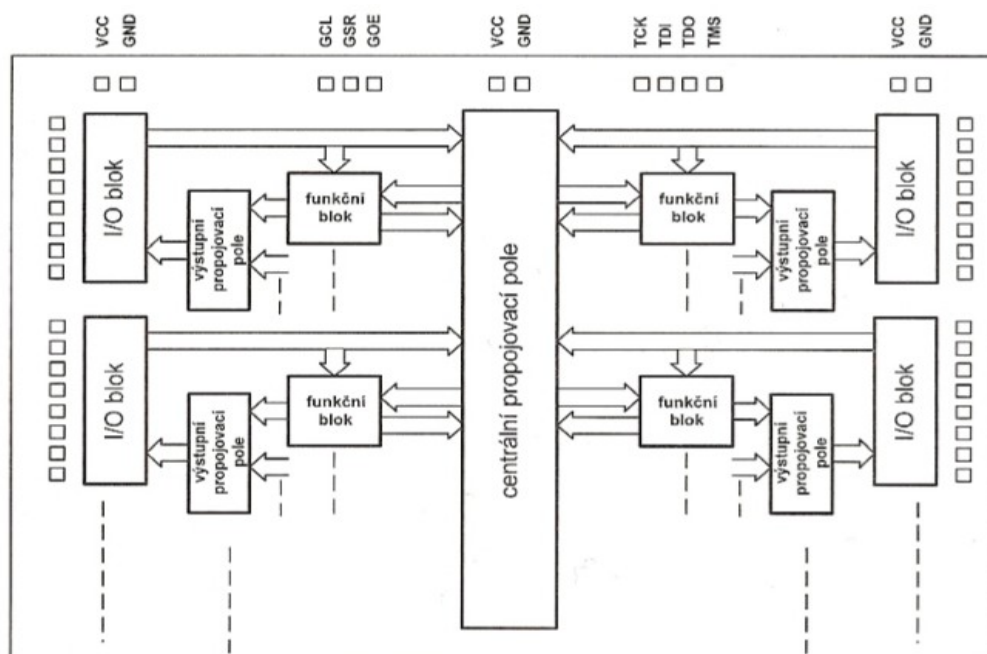 VCC
GND
GCL
GSR
GOE
VCC
GND
TCK
TDI
TDO
TMS
VCC
GND
I/O blok
výstupní
propojovací
pole
funkční
blok
centrální propojovací pole
funkční
blok
výstupní
propojovací
pole
I/O blok
I/O blok
výstupní
propojovací
pole
funkční
blok
funkční
blok
výstupní
propojovací
pole
I/O blok